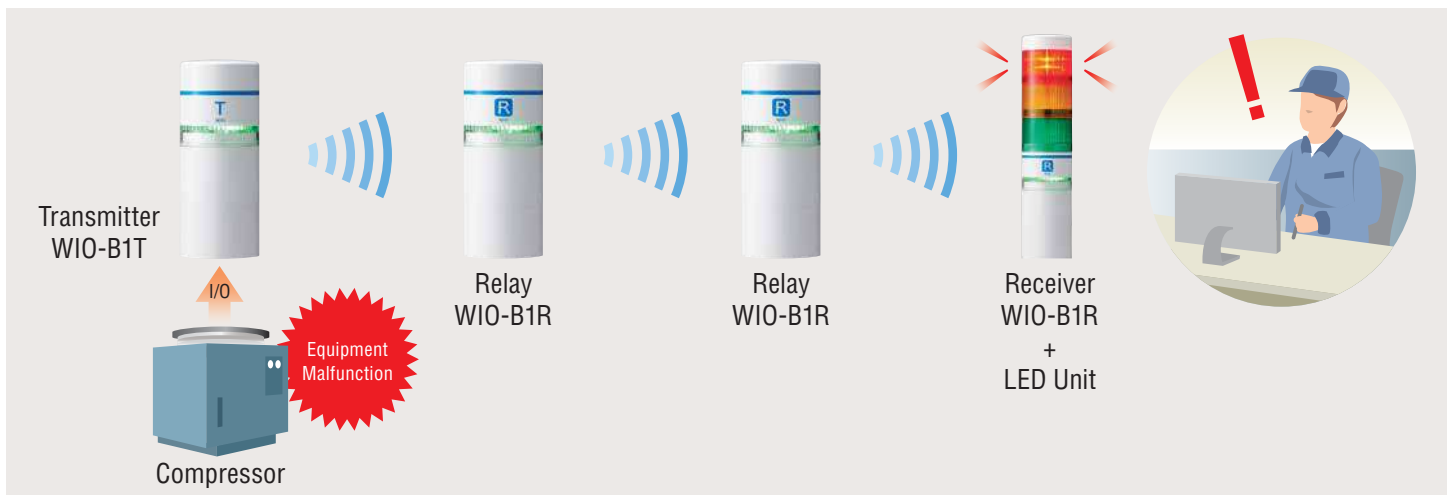 T
R
R
R
Transmitter
WIO-B1T
I/O
Equipment
Malfunction
Compressor
Relay
WIO-B1R
Relay
WIO-B1R
Receiver
WIO-B1R
+
LED Unit